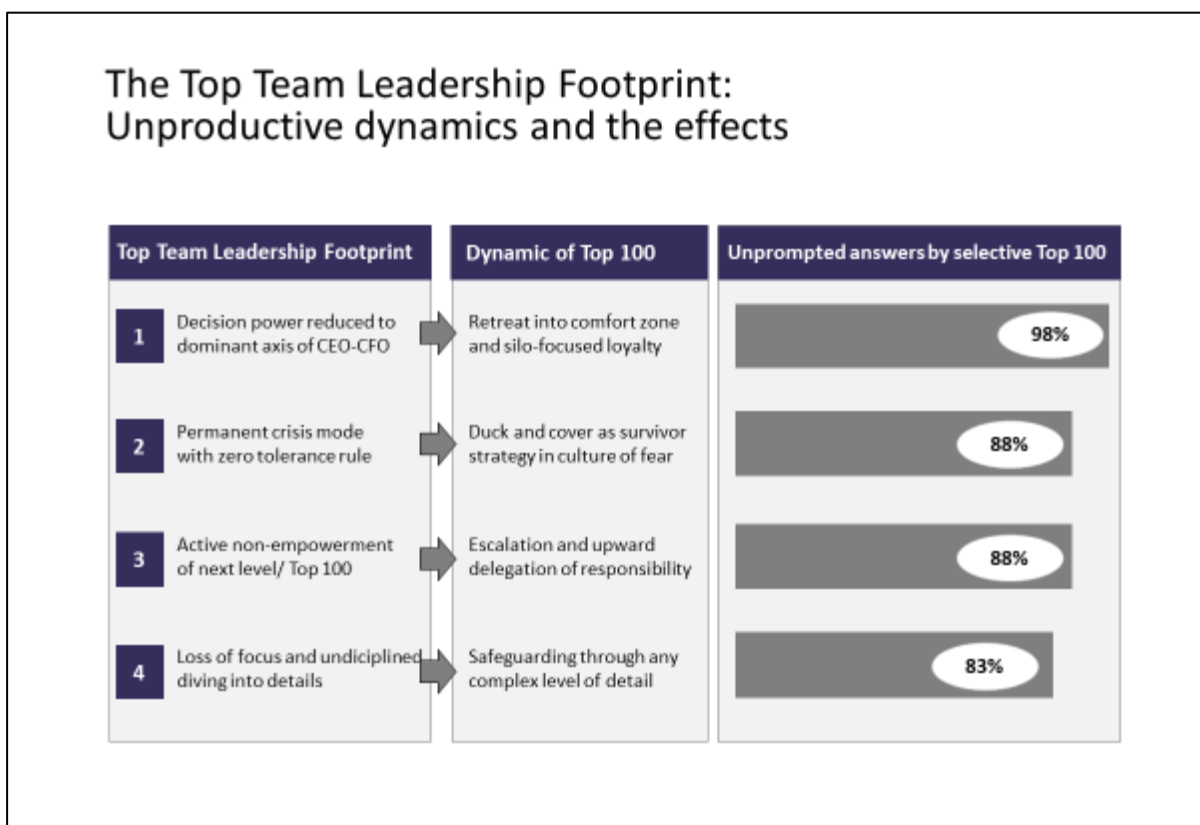 The Top Team Leadership Footprint:
Unproductive dynamics and the effects
Top Team Leadership Footprint
Dynamic of Top 100
Unprompted answers by selective Top 100
1
Decision power reduced to
dominant axis of CEO-CFO
Retreat into comfort zone
and silo-focused loyalty
98%
2
Permanent crisis mode
with zero tolerance rule
Duck and cover as survivor
strategy in culture of fear
88%
3
Active non-empowerment
of next level/ Top 100
Escalation and upward
delegation of responsibility
88%
4
Loss of focus and undiciplined
diving into details
Safeguarding through any
complex level of detail
83%